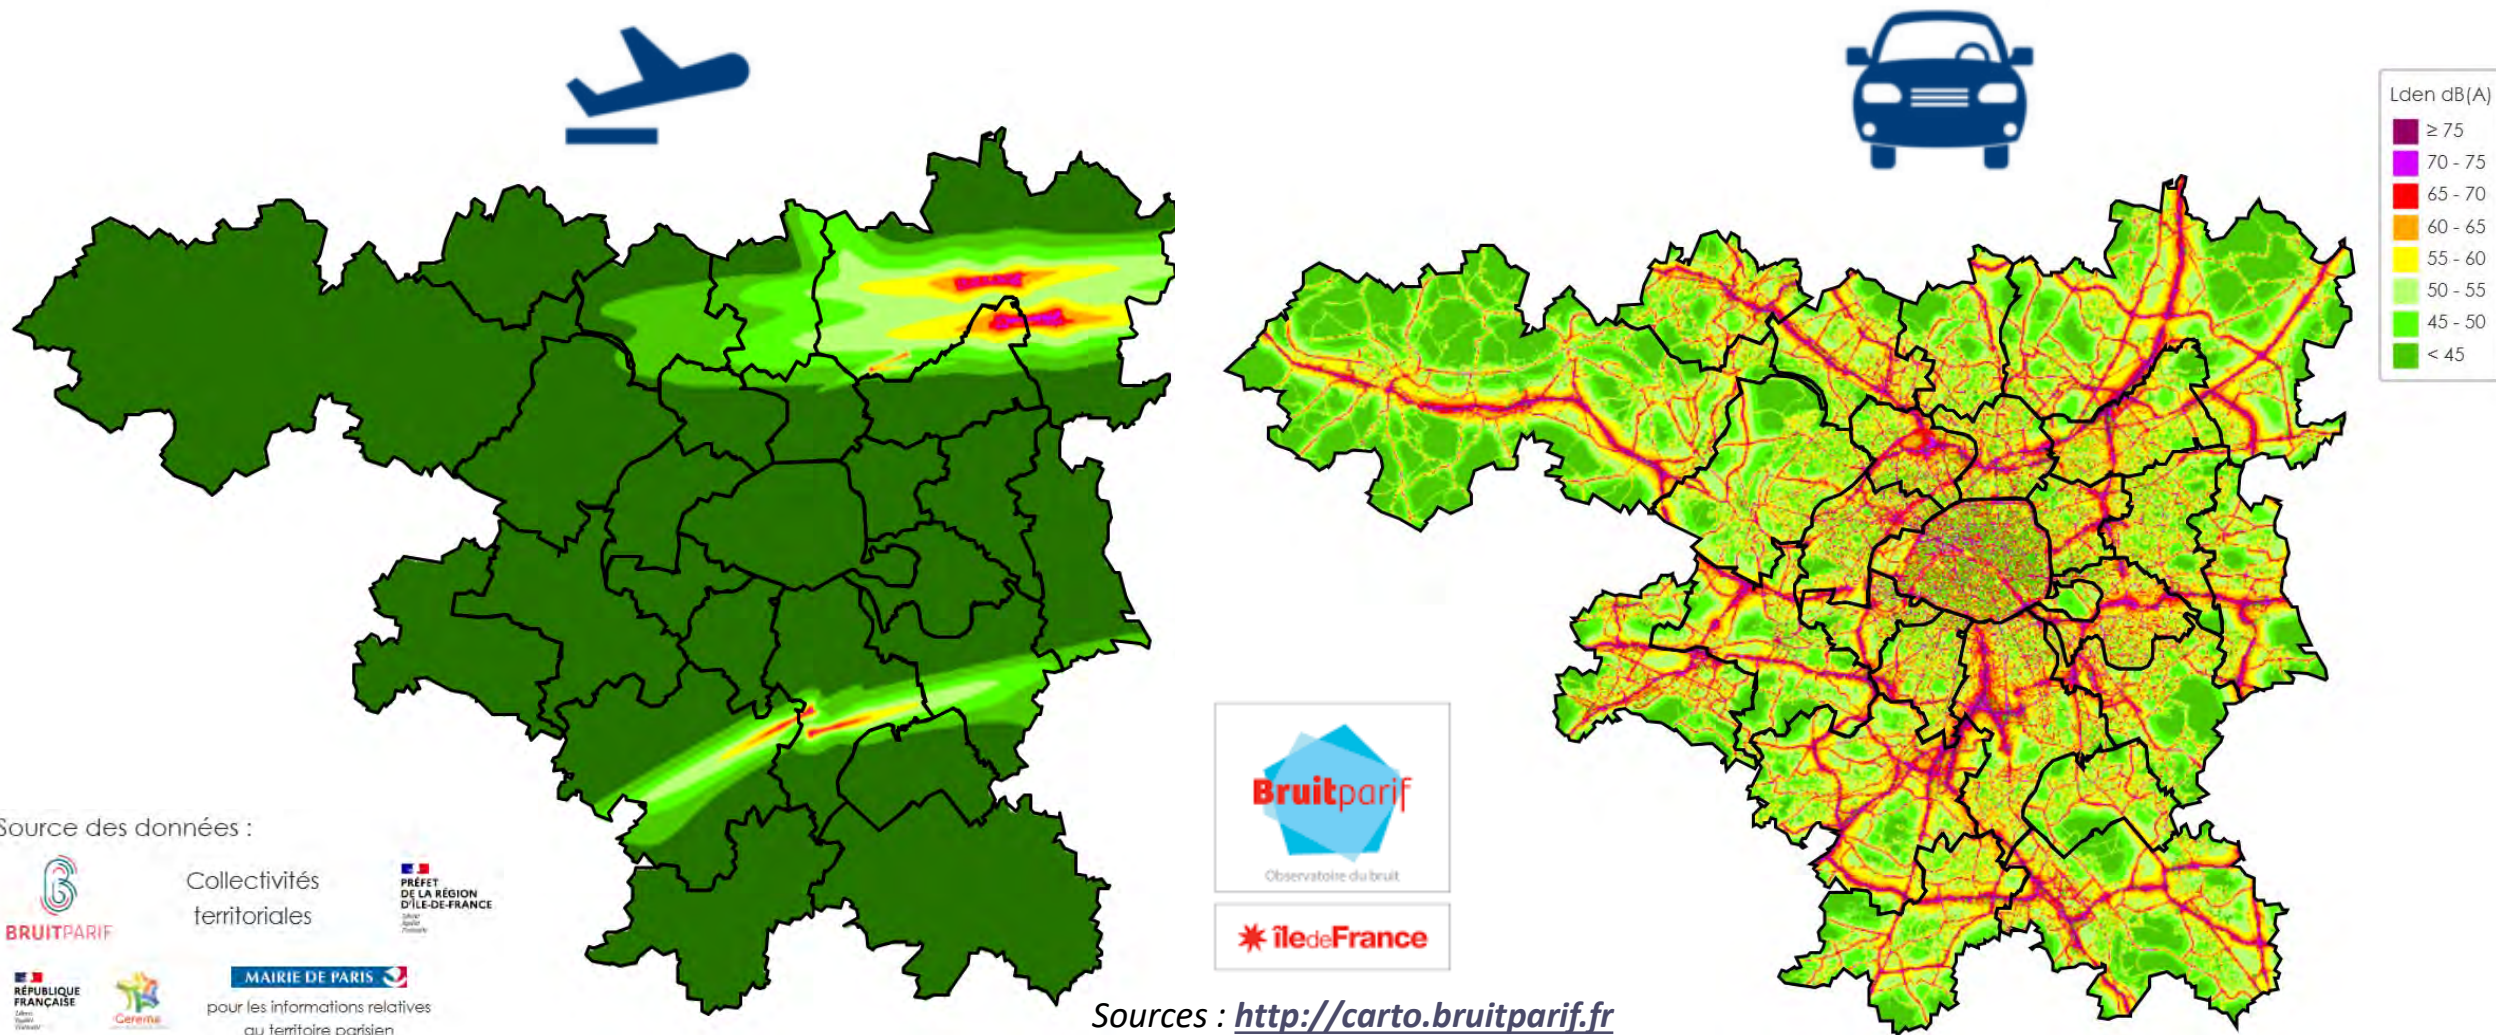 Lden dB(A)
≥ 75
70 - 75
65 - 70
60 - 65
55 - 60
50 - 55
45 - 50
< 45
Source des données :
BRUITPARIF
Collectivités
territoriales
PRÉFET
DE LA RÉGION
D'ÎLE-DE-FRANCE
RÉPUBLIQUE
FRANÇAISE
Cerema
MAIRIE DE PARIS
pour les informations relatives
au territoire parisien
Bruitparif
Observatoire du bruit
îledeFrance
Sources : http://carto.bruitparif.fr